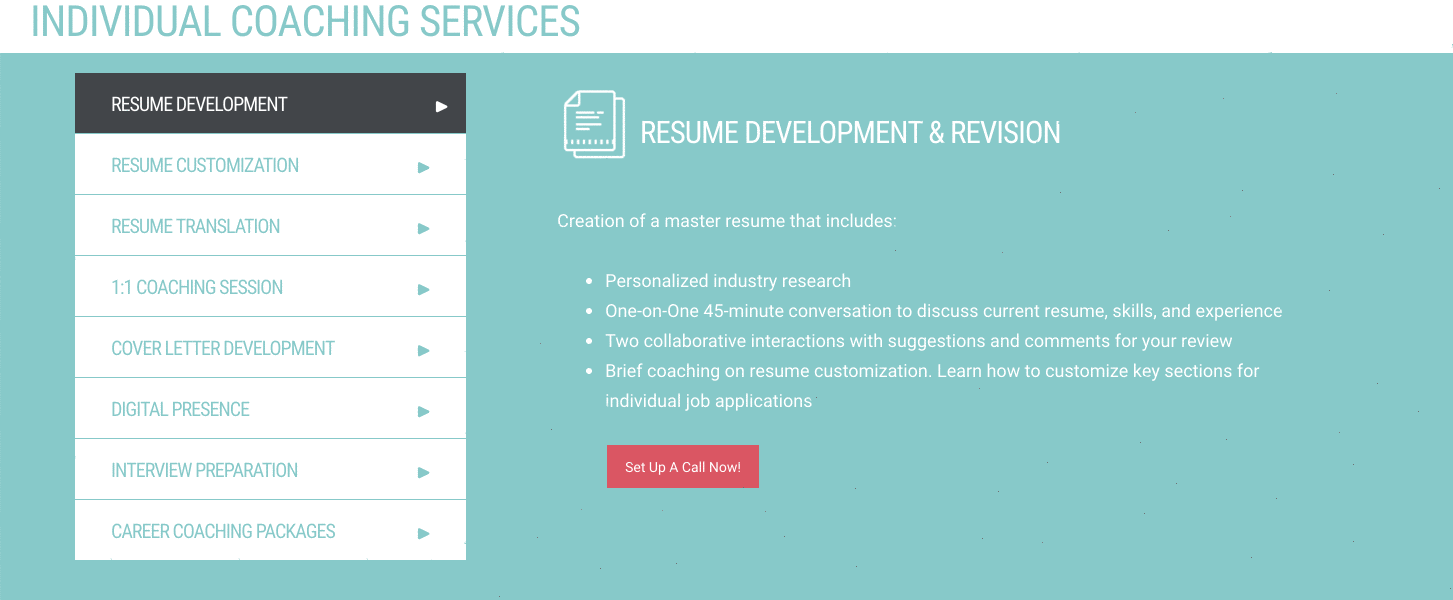 INDIVIDUAL COACHING SERVICES
RESUME DEVELOPMENT
RESUME CUSTOMIZATION
RESUME TRANSLATION
1:1 COACHING SESSION
COVER LETTER DEVELOPMENT
DIGITAL PRESENCE
INTERVIEW PREPARATION
CAREER COACHING PACKAGES
RESUME DEVELOPMENT & REVISION
Creation of a master resume that includes:
Personalized industry research
One-on-One 45-minute conversation to discuss current resume, skills, and experience
Two collaborative interactions with suggestions and comments for your review
Brief coaching on resume customization. Learn how to customize key sections for
individual job applications
Set Up A Call Now!